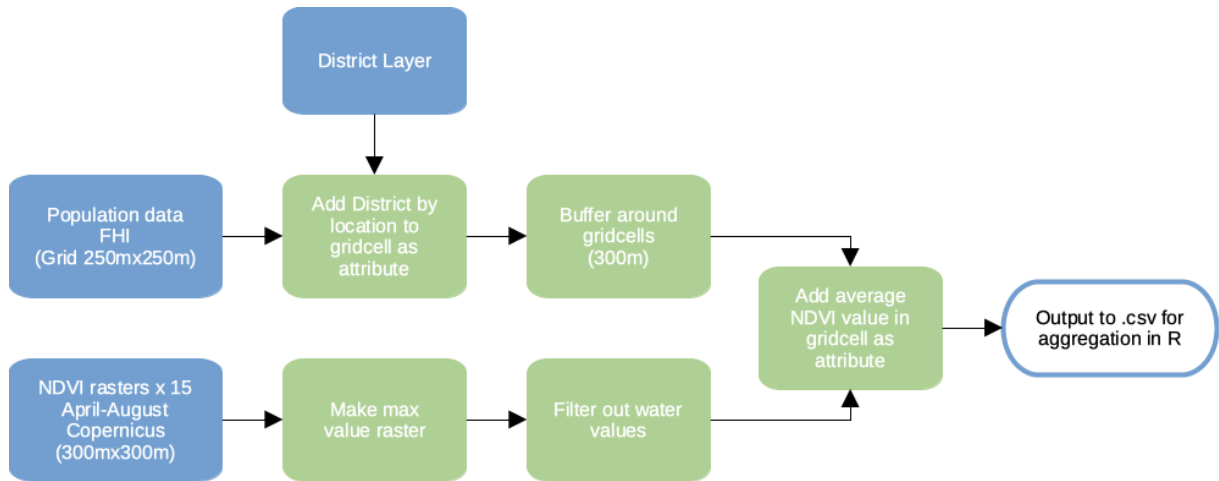 District Layer
Population data
FHI
(Grid 250mx250m)
Add District by
location to
gridcell as
attribute
Buffer around
gridcells
(300m)
Add average
NDVI value in
gridcell as
attribute
Output to .csv for
aggregation in R
NDVI rasters x 15
April-August
Copernicus
(300mx300m)
Make max
value raster
Filter out water
values